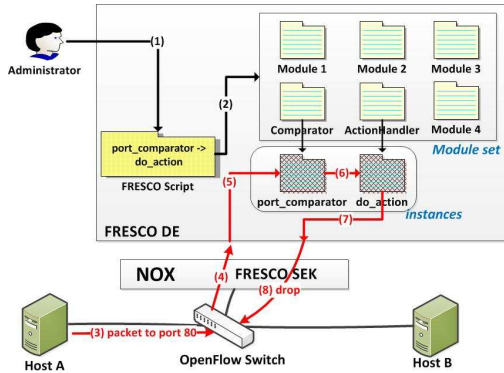 (1)
Administrator
Module 1
Module 2
Module 3
(2)
Comparator
ActionHandler
Module 4
Module set
port_comparator ->
do_action
FRESCO Script
(5)
(6)
port_comparator
do_action
(7)
instances
FRESCO DE
NOX
FRESCO SEK
(4)
(8) drop
(3) packet to port 80
Host A
OpenFlow Switch
Host B